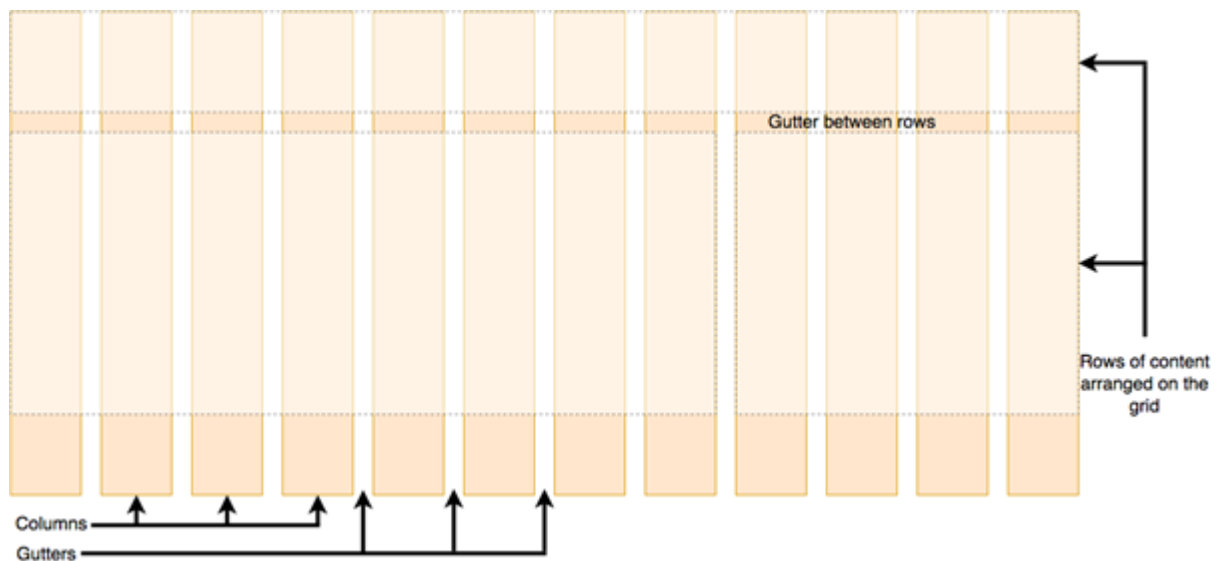 Gutter between rows
Rows of content
arranged on the
grid
Columns
Gutters